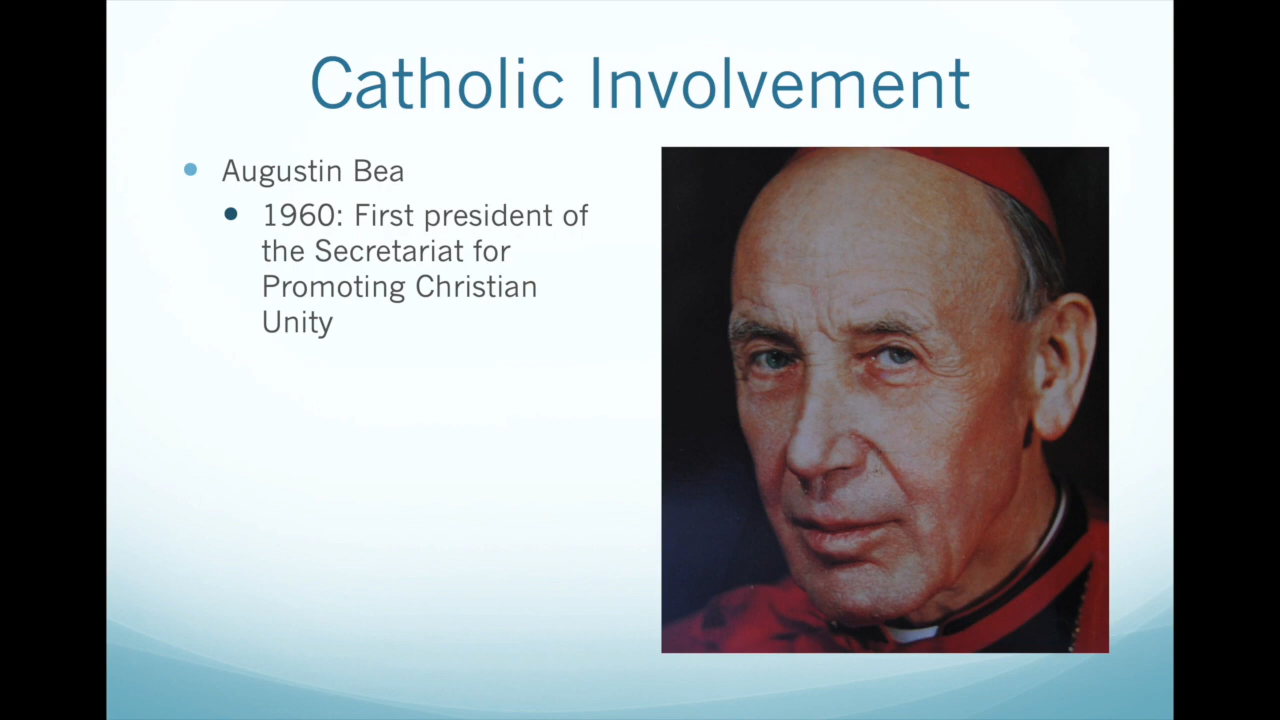 Catholic Involvement
Augustin Bea
1960: First president of
the Secretariat for
Promoting Christian
Unity